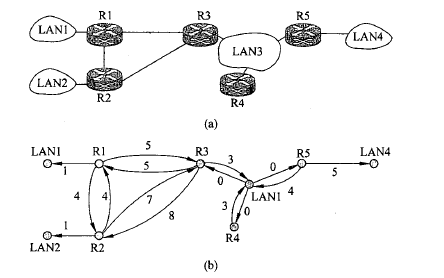 R1 R3 R5
LAN1 LAN3 LAN4
LAN2
R2 R4
(a)
LAN1 R1 5 R3 R5 LAN4
1 5 3 0 5
0 4
4 4 7 3 LAN1
1 8 0
LAN2 R2 R4
(b)